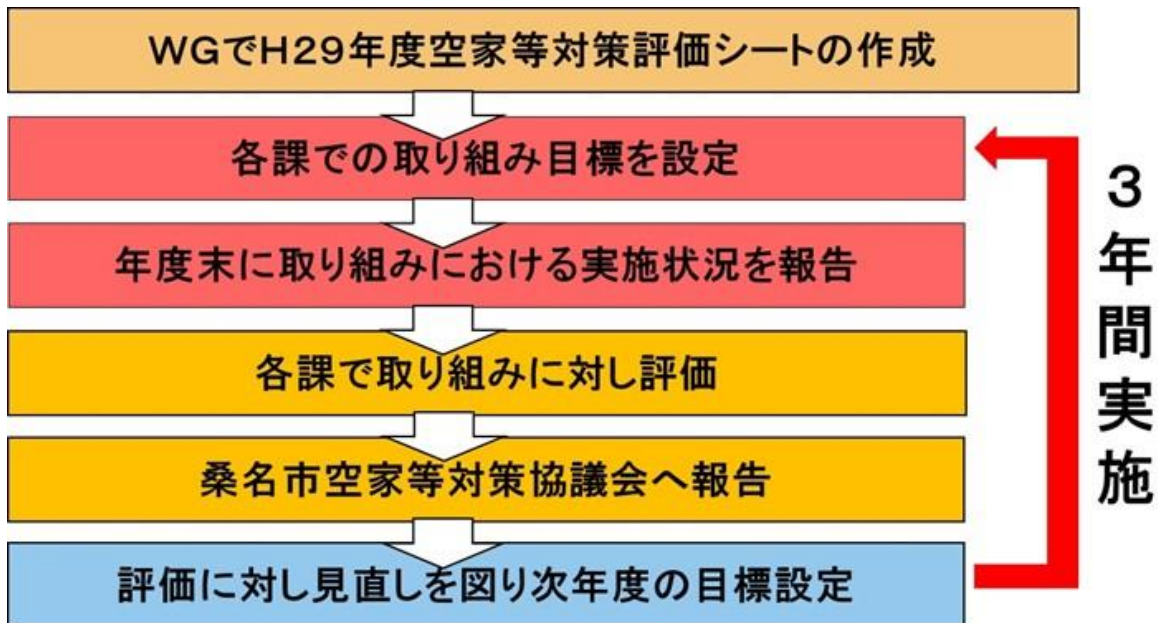 WGでH29年度空家等対策評価シートの作成
各課での取り組み目標を設定
年度末に取り組みにおける実施状況を報告
各課で取り組みに対し評価
桑名市空家等対策協議会へ報告
評価に対し見直しを図り次年度の目標設定
3年間実施